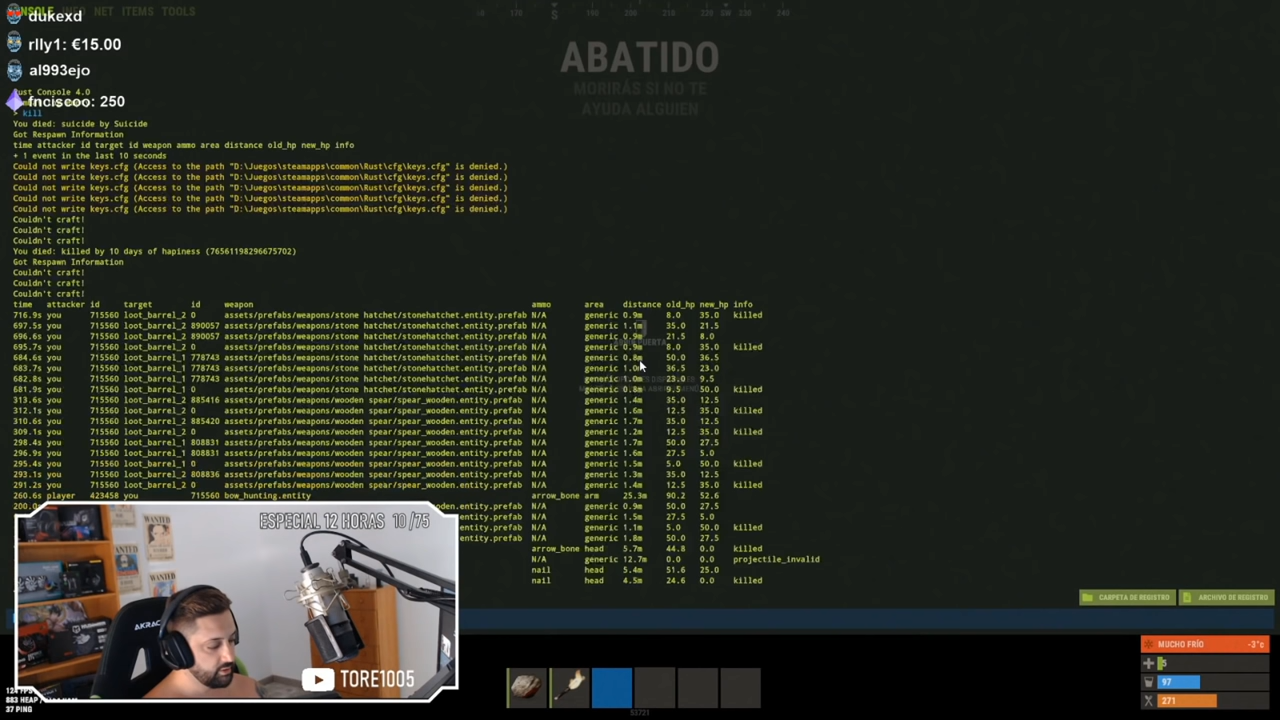 CONSOLE INFO NET ITEMS TOOLS
dukexd
rlly1: €15.00
al993ejo
fnciseoo: 250
ABATIDO
MORIRÁS SI NO TE
AYUDA ALGUIEN
Rust Console 4.0
> kill
You died: suicide by Suicide
Got Respawn Information
time attacker id target id weapon ammo area distance old_hp new_hp info
+ 1 event in the last 10 seconds
Could not write keys.cfg (Access to the path "D:\Juegos\steamapps\common\Rust\cfg\keys.cfg" is denied.)
Could not write keys.cfg (Access to the path "D:\Juegos\steamapps\common\Rust\cfg\keys.cfg" is denied.)
Could not write keys.cfg (Access to the path "D:\Juegos\steamapps\common\Rust\cfg\keys.cfg" is denied.)
Could not write keys.cfg (Access to the path "D:\Juegos\steamapps\common\Rust\cfg\keys.cfg" is denied.)
Could not write keys.cfg (Access to the path "D:\Juegos\steamapps\common\Rust\cfg\keys.cfg" is denied.)
Couldn't craft!
Couldn't craft!
Couldn't craft!
You died: killed by 10 days of hapiness (76561198296675702)
Got Respawn Information
Couldn't craft!
Couldn't craft!
Couldn't craft!
time attacker id target id weapon ammo area distance old_hp new_hp info
716.9s you 715560 loot_barrel_2 0 assets/prefabs/weapons/stone hatchet/stonehatchet.entity.prefab N/A generic 0.9m 8.0 35.0 killed
697.5s you 715560 loot_barrel_2 890057 assets/prefabs/weapons/stone hatchet/stonehatchet.entity.prefab N/A generic 1.1m 35.0 21.5
696.6s you 715560 loot_barrel_2 890057 assets/prefabs/weapons/stone hatchet/stonehatchet.entity.prefab N/A generic 0.9m 21.5 8.0
695.7s you 715560 loot_barrel_2 0 assets/prefabs/weapons/stone hatchet/stonehatchet.entity.prefab N/A generic 0.9m 8.0 35.0 killed
684.6s you 715560 loot_barrel_1 778743 assets/prefabs/weapons/stone hatchet/stonehatchet.entity.prefab N/A generic 0.8m 50.0 36.5
683.7s you 715560 loot_barrel_1 778743 assets/prefabs/weapons/stone hatchet/stonehatchet.entity.prefab N/A generic 1.0m 36.5 23.0
682.8s you 715560 loot_barrel_1 778743 assets/prefabs/weapons/stone hatchet/stonehatchet.entity.prefab N/A generic 1.0m 23.0 9.5
681.9s you 715560 loot_barrel_1 0 assets/prefabs/weapons/stone hatchet/stonehatchet.entity.prefab N/A generic 0.8m 9.5 50.0 killed
313.6s you 715560 loot_barrel_2 885416 assets/prefabs/weapons/wooden spear/spear_wooden.entity.prefab N/A generic 1.4m 35.0 12.5
312.1s you 715560 loot_barrel_2 0 assets/prefabs/weapons/wooden spear/spear_wooden.entity.prefab N/A generic 1.6m 12.5 35.0 killed
310.6s you 715560 loot_barrel_2 885420 assets/prefabs/weapons/wooden spear/spear_wooden.entity.prefab N/A generic 1.7m 35.0 12.5
309.1s you 715560 loot_barrel_2 0 assets/prefabs/weapons/wooden spear/spear_wooden.entity.prefab N/A generic 1.2m 12.5 35.0 killed
298.4s you 715560 loot_barrel_1 808831 assets/prefabs/weapons/wooden spear/spear_wooden.entity.prefab N/A generic 1.7m 50.0 27.5
296.9s you 715560 loot_barrel_1 808831 assets/prefabs/weapons/wooden spear/spear_wooden.entity.prefab N/A generic 1.6m 27.5 5.0
295.4s you 715560 loot_barrel_1 0 assets/prefabs/weapons/wooden spear/spear_wooden.entity.prefab N/A generic 1.5m 5.0 50.0 killed
293.1s you 715560 loot_barrel_2 808836 assets/prefabs/weapons/wooden spear/spear_wooden.entity.prefab N/A generic 1.3m 35.0 12.5
291.2s you 715560 loot_barrel_2 0 assets/prefabs/weapons/wooden spear/spear_wooden.entity.prefab N/A generic 1.4m 12.5 35.0 killed
260.6s player 423458 you 715560 bow_hunting.entity arrow_bone arm 25.3m 90.2 52.6
200.0s spear_wooden.entity.prefab N/A generic 0.9m 50.0 27.5
entity.prefab N/A generic 1.5m 27.5 5.0
entity.prefab N/A generic 1.1m 5.0 50.0 killed
entity.prefab N/A generic 1.8m 50.0 27.5
arrow_bone head 5.7m 44.8 0.0 killed
N/A generic 12.7m 0.0 0.0 projectile_invalid
nail head 5.4m 51.6 25.0
nail head 4.5m 24.6 0.0 killed
ESPECIAL 12 HORAS 10/75
AKRACING
TORE1005
CARPETA DE REGISTRO
ARCHIVO DE REGISTRO
MUCHO FRÍO -3°c
5
97
271
124 FPS
37 PING